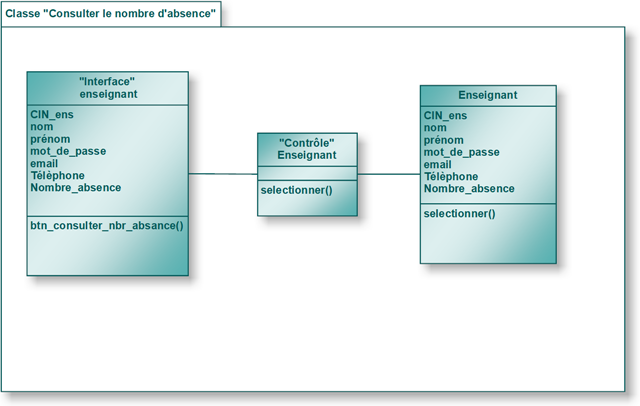 Classe "Consulter le nombre d'absence"
"Interface"
enseignant
CIN_ens
nom
prénom
mot_de_passe
email
Télèphone
Nombre_absence
btn_consulter_nbr_absance()
"Contrôle"
Enseignant
selectionner()
Enseignant
CIN_ens
nom
prénom
mot_de_passe
email
Télèphone
Nombre_absence
selectionner()